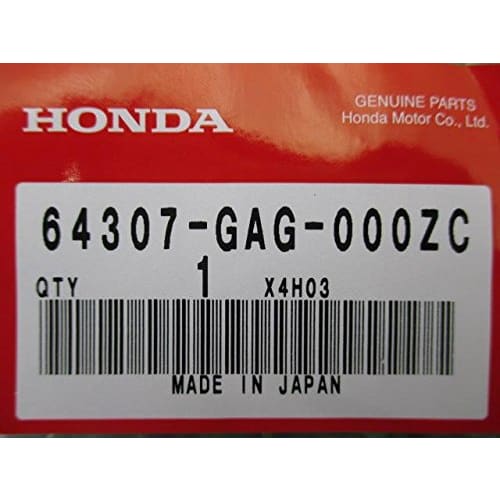 HONDA
GENUINE PARTS
Honda Motor Co., Ltd.
64307-GAG-000ZC
QTY 1 X4H03
MADE IN JAPAN